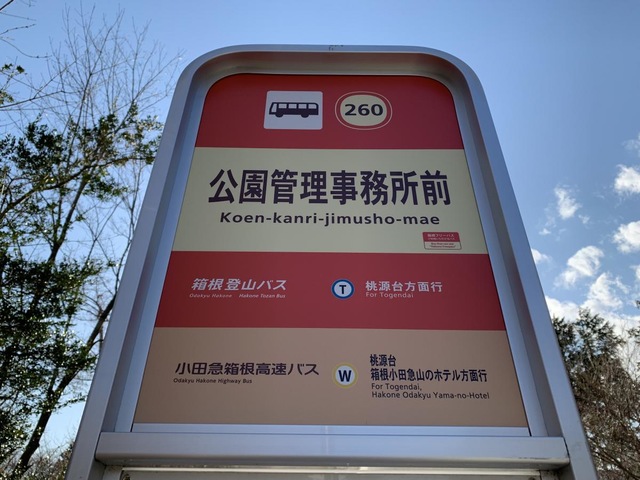 260
公園管理事務所前
Koen-kanri-jimusho-mae
箱根登山バス
Odakyu Hakone Hakone Tozan Bus
T
桃源台方面行
For Togendai
小田急箱根高速バス
Odakyu Hakone Highway Bus
W
桃源台
箱根小田急山のホテル方面行
For Togendai,
Hakone Odakyu Yama-no-Hotel